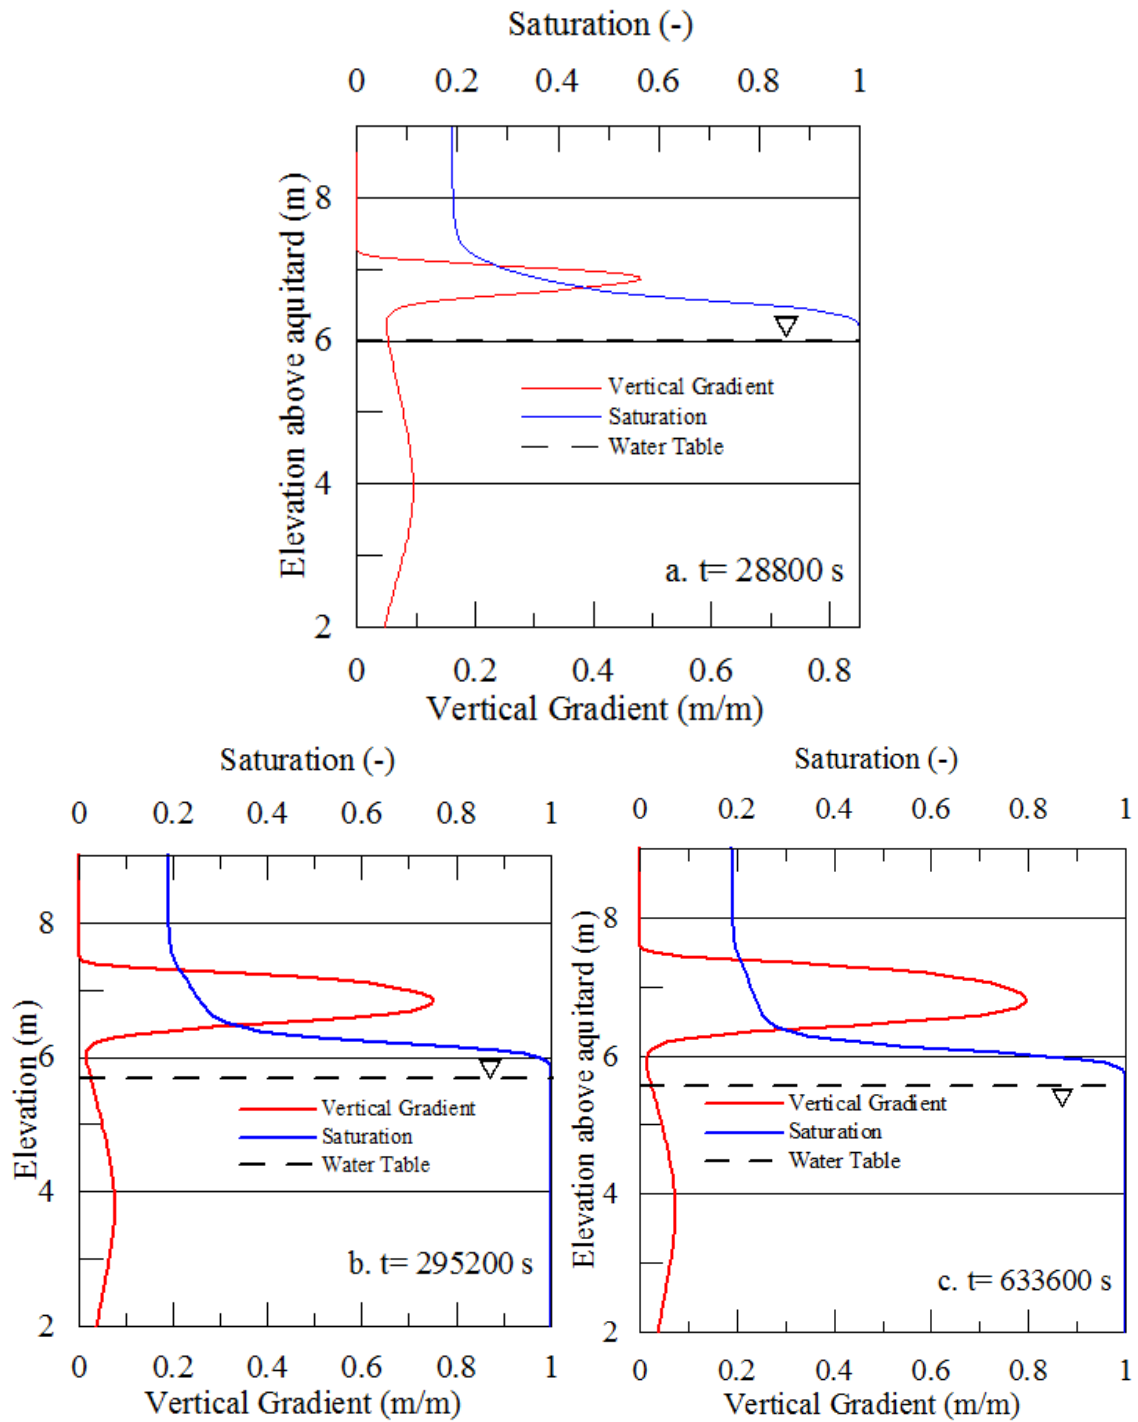 Saturation (-)
0 0.2 0.4 0.6 0.8 1
Elevation above aquitard (m)
8
6
4
2
Vertical Gradient
Saturation
Water Table
a. t= 28800 s
0 0.2 0.4 0.6 0.8
Vertical Gradient (m/m)
Saturation (-)
0 0.2 0.4 0.6 0.8 1
Elevation (m)
8
6
4
2
Vertical Gradient
Saturation
Water Table
b. t= 295200 s
0 0.2 0.4 0.6 0.8 1
Vertical Gradient (m/m)
Saturation (-)
0 0.2 0.4 0.6 0.8 1
Elevation above aquitard (m)
8
6
4
2
Vertical Gradient
Saturation
Water Table
c. t= 633600 s
0 0.2 0.4 0.6 0.8 1
Vertical Gradient (m/m)